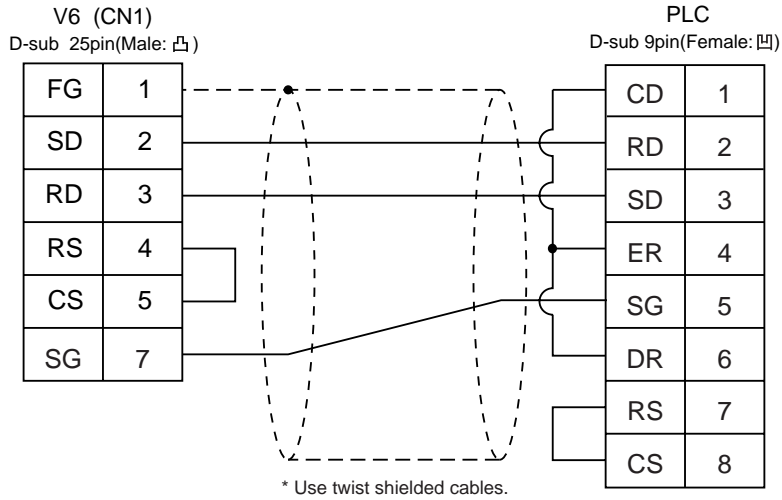 V6 (CN1)
D-sub 25pin(Male: 凸)
FG 1
SD 2
RD 3
RS 4
CS 5
SG 7
PLC
D-sub 9pin(Female: 凹)
CD 1
RD 2
SD 3
ER 4
SG 5
DR 6
RS 7
CS 8
* Use twist shielded cables.